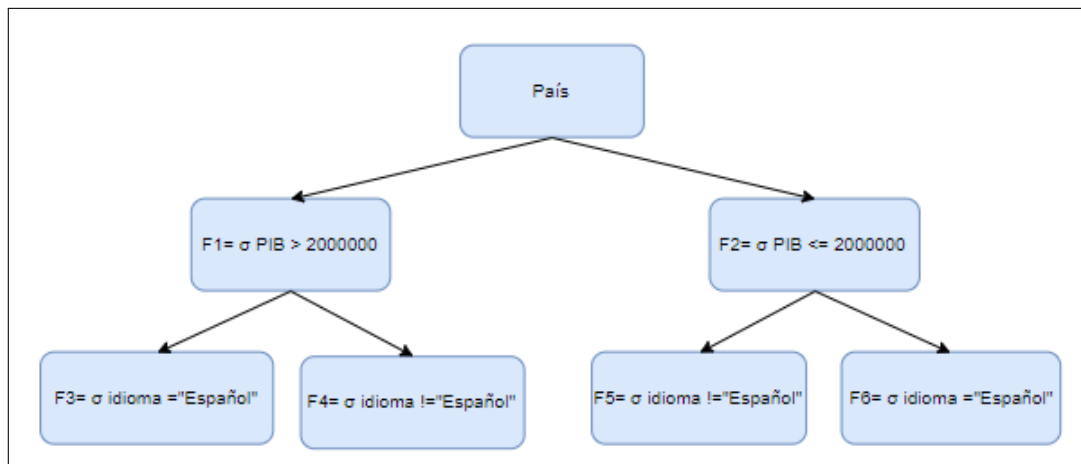 País
F1= σ PIB > 2000000
F2= σ PIB <= 2000000
F3= σ idioma ="Español"
F4= σ idioma !="Español"
F5= σ idioma !="Español"
F6= σ idioma ="Español"